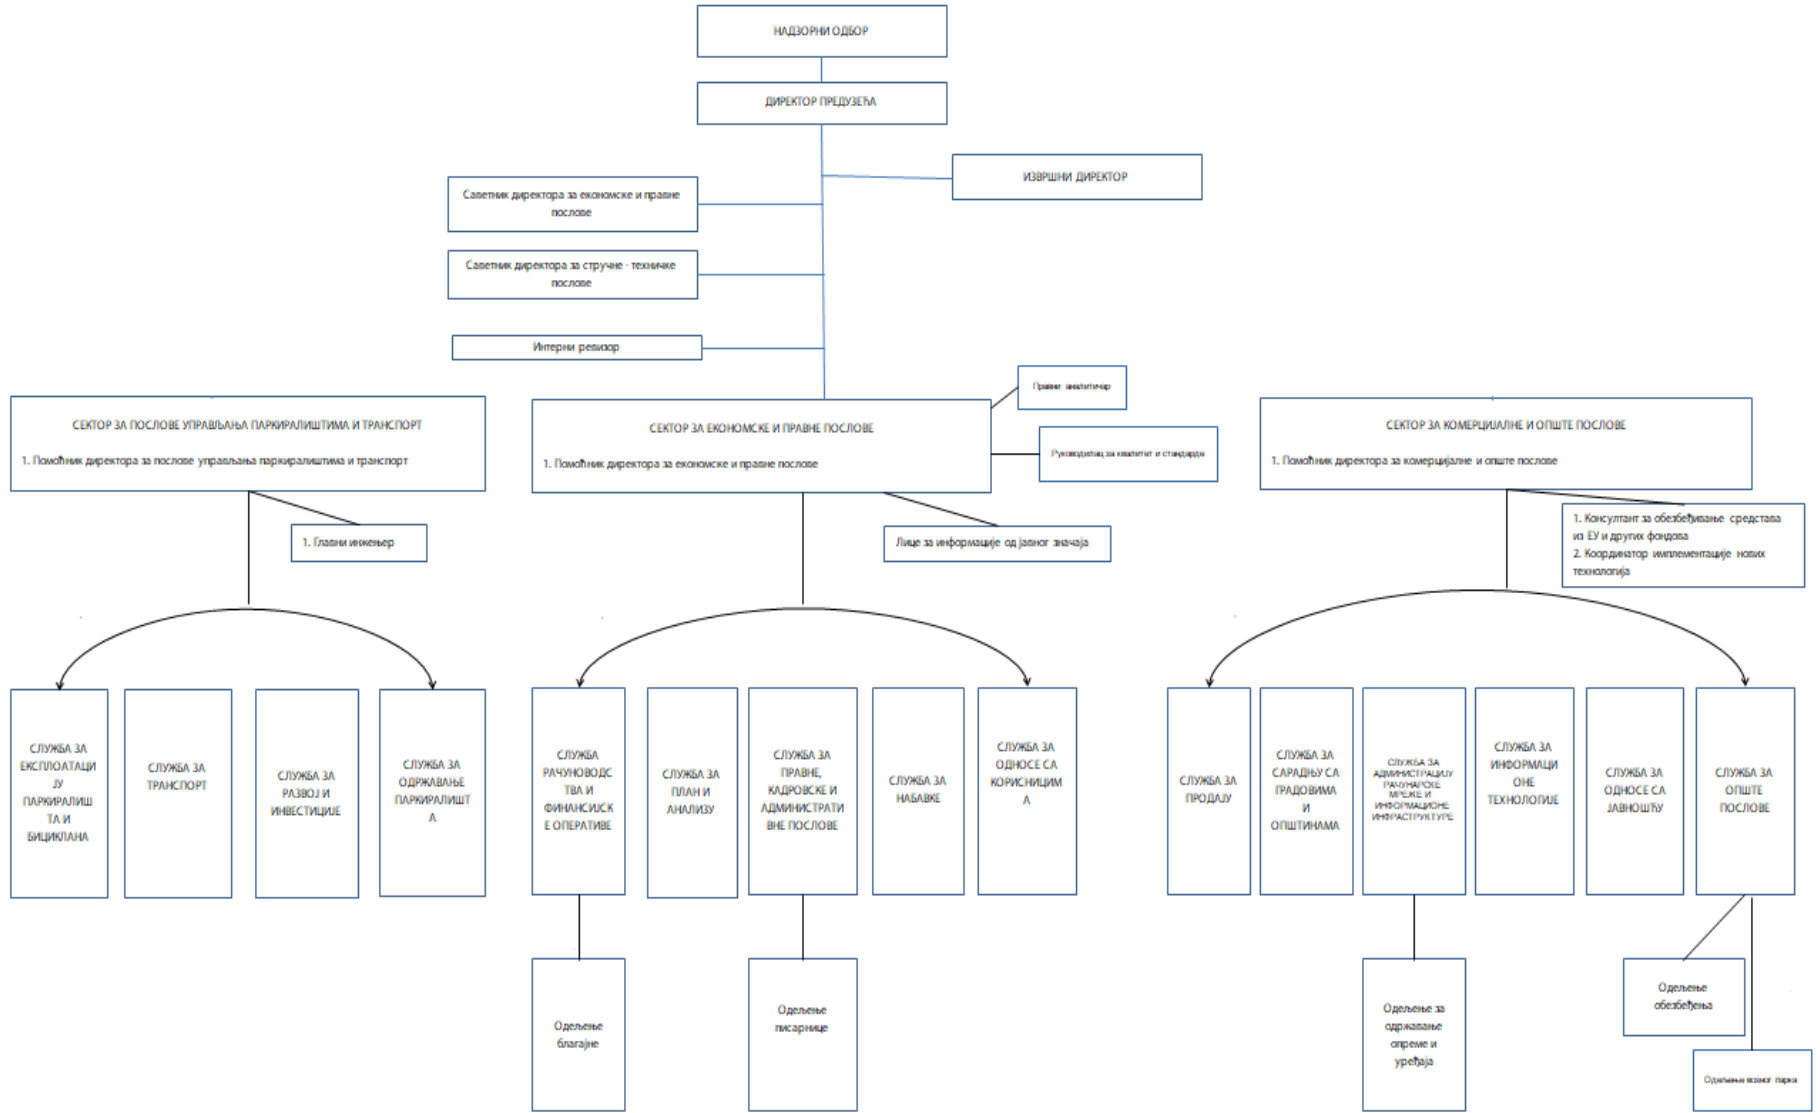 НАДЗОРНИ ОДБОР
ДИРЕКТОР ПРЕДУЗЕЋА
ИЗВРШНИ ДИРЕКТОР
Саветник директора за економске и правне
послове
Саветник директора за стручне - техничке
послове
Интерни ревизор
Правни аналитичар
СЕКТОР ЗА ПОСЛОВЕ УПРАВЉАЊА ПАРКИРАЛИШТИМА И ТРАНСПОРТ
1. Помоћник директора за послове управљања паркиралиштима и транспорт
СЕКТОР ЗА ЕКОНОМСКЕ И ПРАВНЕ ПОСЛОВЕ
1. Помоћник директора за економске и правне послове
Руководилац за квалитет и стандарде
СЕКТОР ЗА КОМЕРЦИЈАЛНЕ И ОПШТЕ ПОСЛОВЕ
1. Помоћник директора за комерцијалне и опште послове
1. Главни инжењер
Лице за информације од јавног значаја
1. Консултант за обезбеђивање средстава
из ЕУ и других фондова
2. Координатор имплементације нових
технологија
СЛУЖБА ЗА
ЕКСПЛОАТАЦИ
ЈУ
ПАРКИРАЛИШ
ТА И
БИЦИКЛАНА
СЛУЖБА ЗА
ТРАНСПОРТ
СЛУЖБА ЗА
РАЗВОЈ И
ИНВЕСТИЦИЈЕ
СЛУЖБА ЗА
ОДРЖАВАЊЕ
ПАРКИРАЛИШТ
А
СЛУЖБА
РАЧУНОВОДС
ТВА И
ФИНАНСИЈСК
Е ОПЕРАТИВЕ
СЛУЖБА ЗА
ПЛАН И
АНАЛИЗУ
СЛУЖБА ЗА
ПРАВНЕ,
КАДРОВСКЕ И
АДМИНИСТРАТИ
ВНЕ ПОСЛОВЕ
СЛУЖБА ЗА
НАБАВКЕ
СЛУЖБА ЗА
ОДНОСЕ СА
КОРИСНИЦИМ
А
СЛУЖБА ЗА
ПРОДАЈУ
СЛУЖБА ЗА
САРАДЊУ СА
ГРАДОВИМА
И
ОПШТИНАМА
СЛУЖБА ЗА
АДМИНИСТРАЦИЈУ
РАЧУНАРСКЕ
МРЕЖЕ И
ИНФОРМАЦИОНЕ
ИНФРАСТРУКТУРЕ
СЛУЖБА ЗА
ИНФОРМАЦИ
ОНЕ
ТЕХНОЛОГИЈЕ
СЛУЖБА ЗА
ОДНОСЕ СА
ЈАВНОШЋУ
СЛУЖБА ЗА
ОПШТЕ
ПОСЛОВЕ
Одељење
благајне
Одељење
писарнице
Одељење за
одржавање
опреме и
уређаја
Одељење
обезбеђења
Одељење возног парка